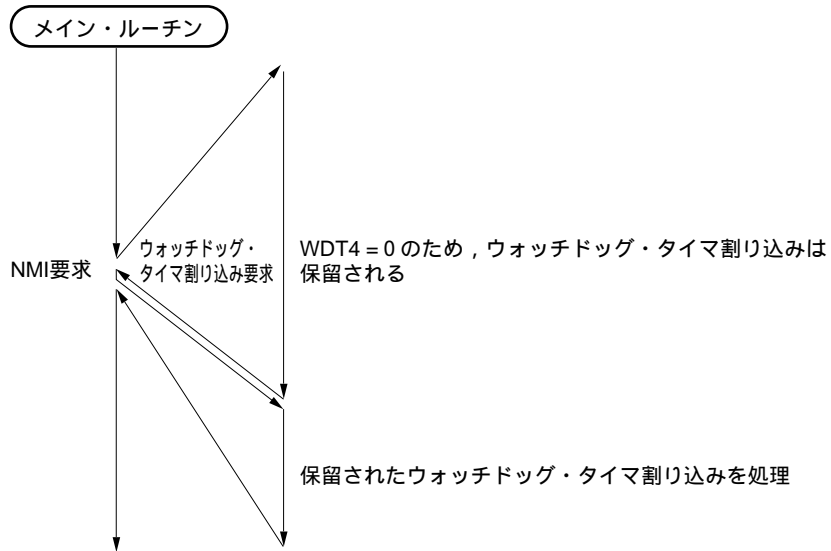 メイン・ルーチン
NMI要求
ウォッチドッグ・
タイマ割り込み要求
WDT4 = 0 のため , ウォッチドッグ・タイマ割り込みは
保留される
保留されたウォッチドッグ・タイマ割り込みを処理